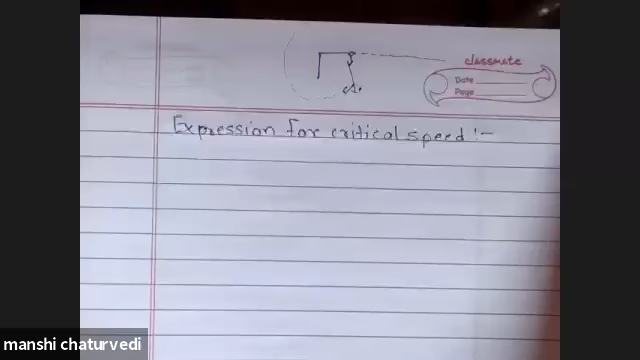 classmate
Date
Page
Expression for critical speed :-
manshi chaturvedi